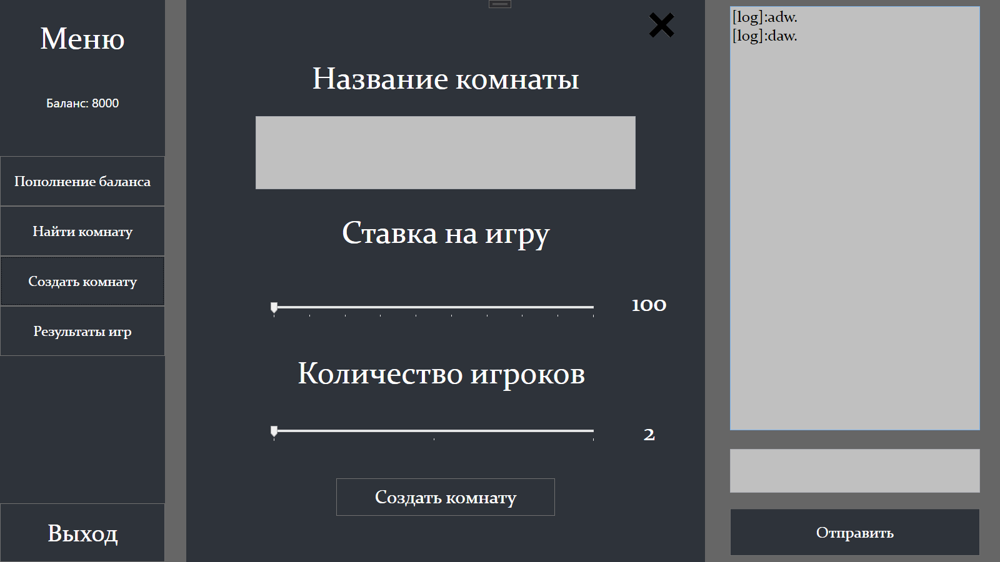 Меню
Баланс: 8000
Пополнение баланса
Найти комнату
Создать комнату
Результаты игр
Выход
Название комнаты
Ставка на игру
100
Количество игроков
2
Создать комнату
[log]:adw.
[log]:daw.
Отправить